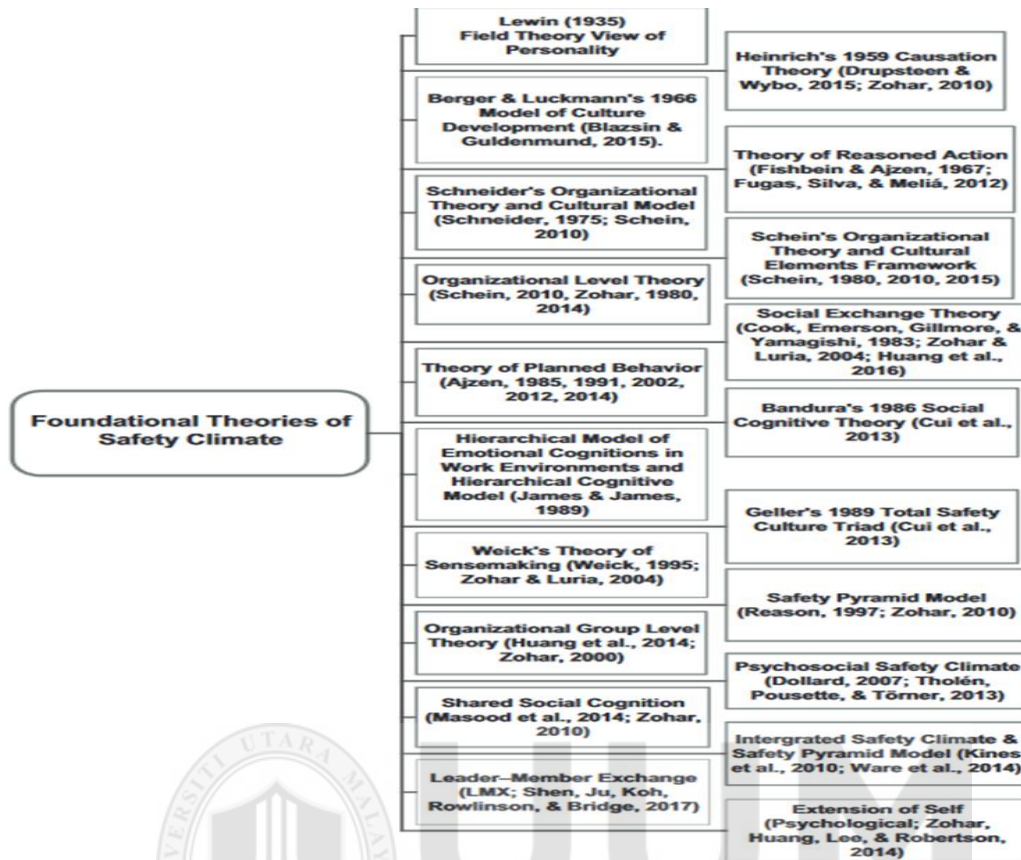 Foundational Theories of
Safety Climate
Lewin (1935)
Field Theory View of
Personality
Heinrich's 1959 Causation
Theory (Drupsteen &
Wybo, 2015; Zohar, 2010)
Berger & Luckmann's 1966
Model of Culture
Development (Blazsin &
Guldenmund, 2015).
Theory of Reasoned Action
(Fishbein & Ajzen, 1967;
Fugas, Silva, & Meliá, 2012)
Schneider's Organizational
Theory and Cultural Model
(Schneider, 1975; Schein,
2010)
Schein's Organizational
Theory and Cultural
Elements Framework
(Schein, 1980, 2010, 2015)
Organizational Level Theory
(Schein, 2010, Zohar, 1980,
2014)
Social Exchange Theory
(Cook, Emerson, Gillmore, &
Yamagishi, 1983; Zohar &
Luria, 2004; Huang et al.,
2016)
Theory of Planned Behavior
(Ajzen, 1985, 1991, 2002,
2012, 2014)
Bandura's 1986 Social
Cognitive Theory (Cui et al.,
2013)
Hierarchical Model of
Emotional Cognitions in
Work Environments and
Hierarchical Cognitive
Model (James & James,
1989)
Geller's 1989 Total Safety
Culture Triad (Cui et al.,
2013)
Weick's Theory of
Sensemaking (Weick, 1995;
Zohar & Luria, 2004)
Safety Pyramid Model
(Reason, 1997; Zohar, 2010)
Organizational Group Level
Theory (Huang et al., 2014;
Zohar, 2000)
Psychosocial Safety Climate
(Dollard, 2007; Tholén,
Pousette, & Törner, 2013)
Shared Social Cognition
(Masood et al., 2014; Zohar,
2010)
Intergrated Safety Climate &
Safety Pyramid Model (Kines
et al., 2010; Ware et al., 2014)
Leader–Member Exchange
(LMX; Shen, Ju, Koh,
Rowlinson, & Bridge, 2017)
Extension of Self
(Psychological; Zohar,
Huang, Lee, & Robertson,
2014)
UTARA
UUM